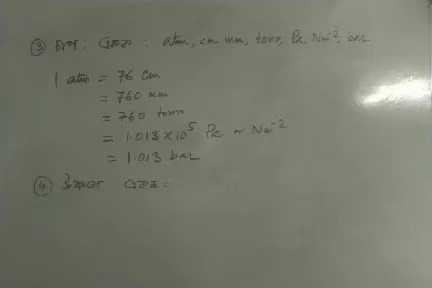 ③ চাপ: একক: atm, cm, mm, torr, Pa, Nm⁻², bar
1 atm = 76 cm
= 760 mm
= 760 torr
= 1.013 × 10⁵ Pa or Nm⁻²
= 1.013 bar
④ একক: